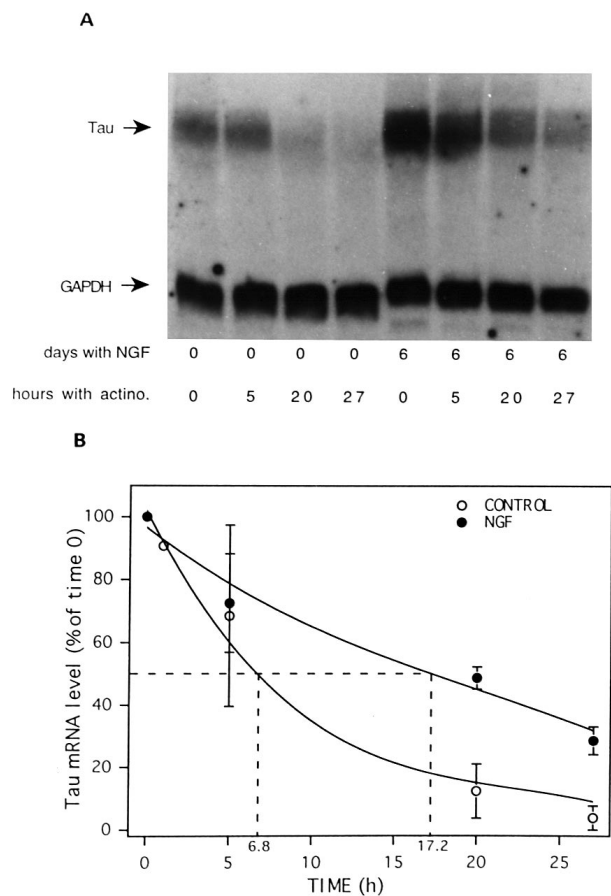 A
Tau
GAPDH
days with NGF 0 0 0 0 6 6 6 6
hours with actino. 0 5 20 27 0 5 20 27
B
CONTROL
NGF
100
80
60
40
20
0
Tau mRNA level (% of time 0)
0 5 6.8 10 15 17.2 20 25
TIME (h)